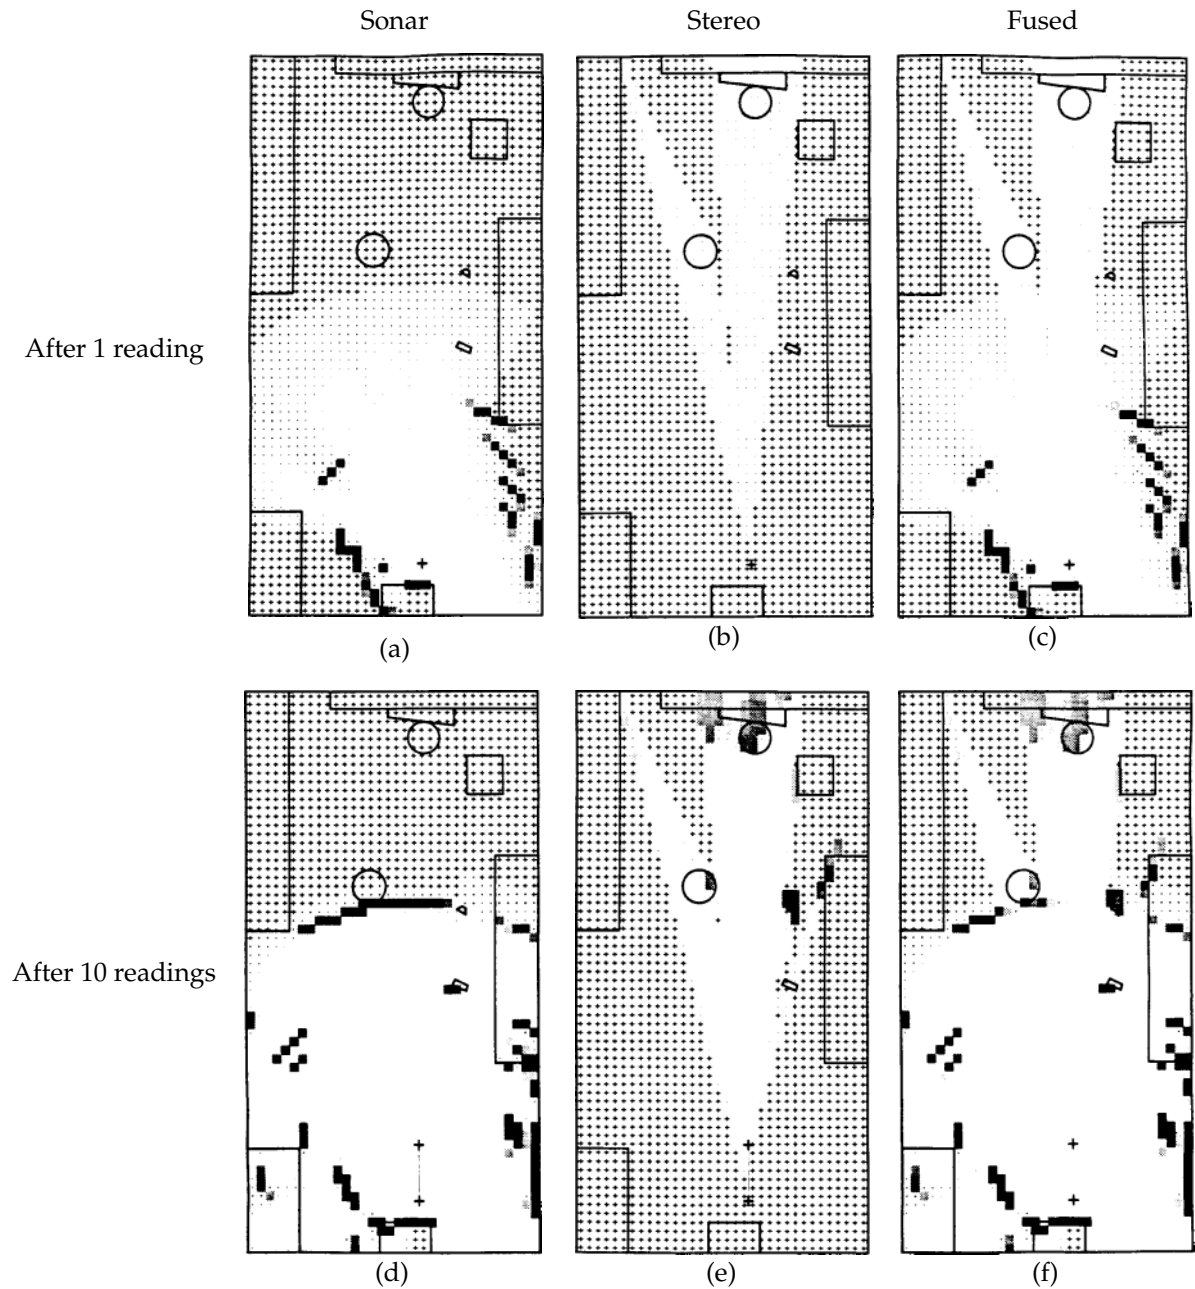 Sonar Stereo Fused
After 1 reading
(a) (b) (c)
After 10 readings
(d) (e) (f)